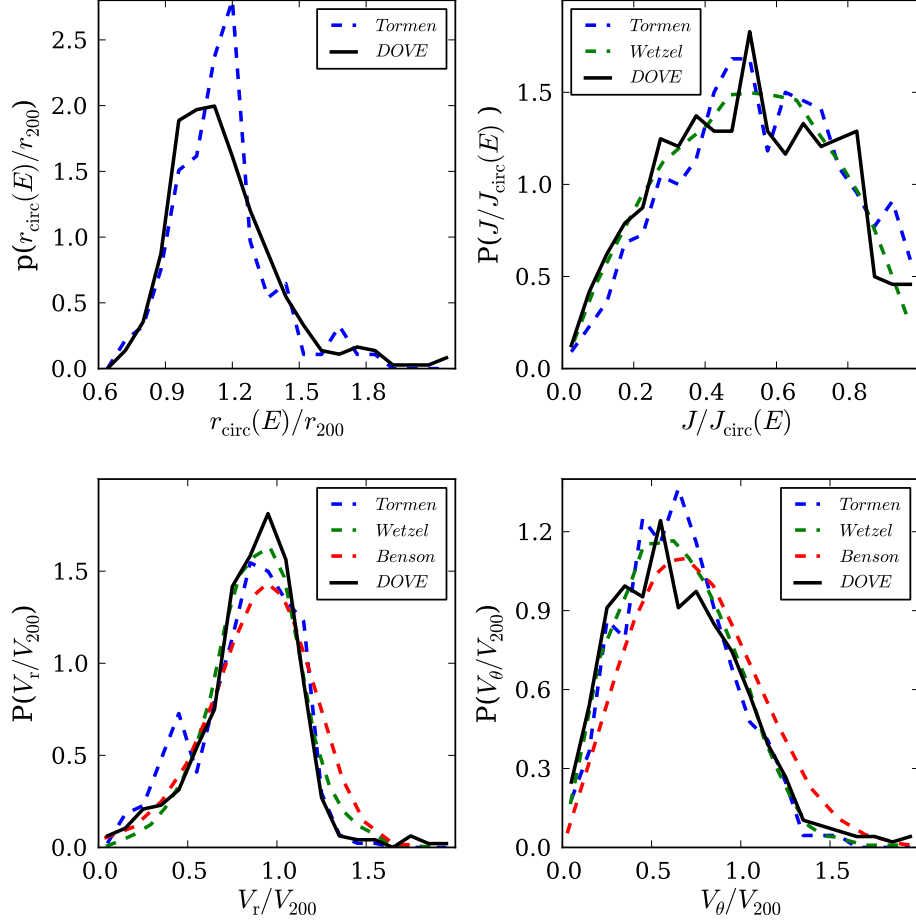 2.5
2.0
1.5
1.0
0.5
0.0
0.6 0.9 1.2 1.5 1.8
p(r_circ(E)/r_200)
r_circ(E)/r_200
Tormen
DOVE
1.5
1.0
0.5
0.0
0.0 0.2 0.4 0.6 0.8
P(J/J_circ(E) )
J/J_circ(E)
Tormen
Wetzel
DOVE
1.5
1.0
0.5
0.0
0.0 0.5 1.0 1.5
P(V_r/V_200)
V_r/V_200
Tormen
Wetzel
Benson
DOVE
1.2
0.9
0.6
0.3
0.0
0.0 0.5 1.0 1.5
P(V_θ/V_200)
V_θ/V_200
Tormen
Wetzel
Benson
DOVE